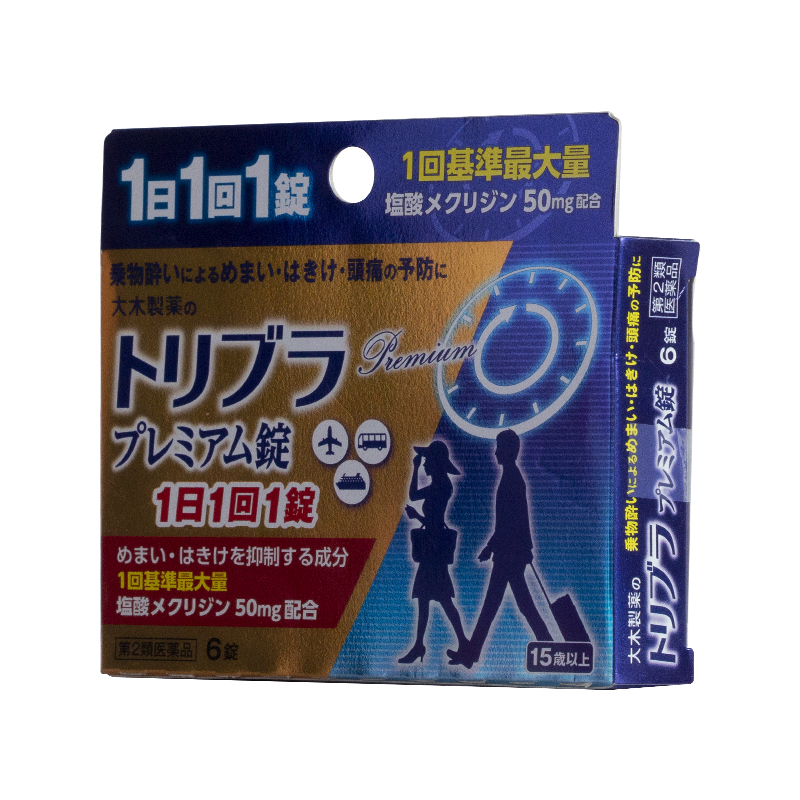 1日1回1錠
1回基準最大量
塩酸メクリジン 50mg配合
乗物酔いによるめまい・はきけ・頭痛の予防に
大木製薬の
トリブラ
Premium
プレミアム錠
1日1回1錠
めまい・はきけを抑制する成分
1回基準最大量
塩酸メクリジン 50mg配合
第2類医薬品 6錠
15歳以上
乗物酔いによるめまい・はきけ・頭痛の予防に
第2類
医薬品
大木製薬の
トリブラ プレミアム錠 6錠